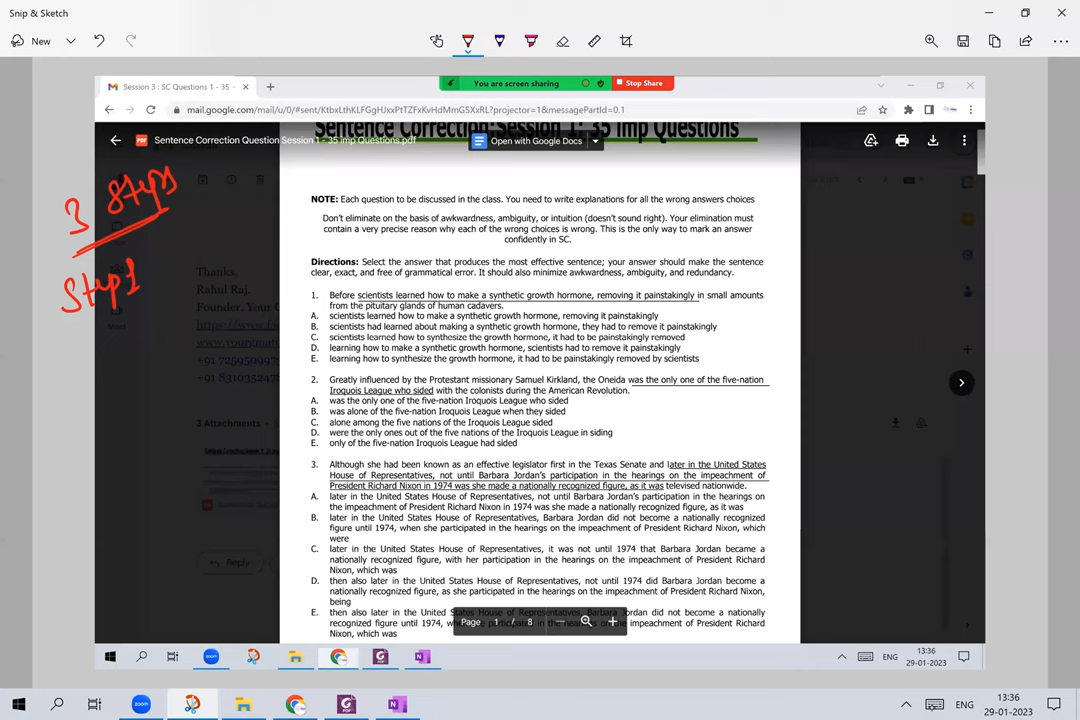 Snip & Sketch
New
Session 3 : SC Questions 1 - 35 -
You are screen sharing
Stop Share
mail.google.com/mail/u/0/#sent/KtbxLthKLFGgHJxxPtTZFxKvHdMmGSXxRL?projector=1&messagePartId=0.1
Sentence Correction:Session 1: 35 imp Questions
Sentence Correction Question Session 1 - 35 imp Questions.pdf
Open with Google Docs
3 Steps
Step1
NOTE: Each question to be discussed in the class. You need to write explanations for all the wrong answers choices
Don't eliminate on the basis of awkwardness, ambiguity, or intuition (doesn't sound right). Your elimination must
contain a very precise reason why each of the wrong choices is wrong. This is the only way to mark an answer
confidently in SC.
Directions: Select the answer that produces the most effective sentence; your answer should make the sentence
clear, exact, and free of grammatical error. It should also minimize awkwardness, ambiguity, and redundancy.
1. Before scientists learned how to make a synthetic growth hormone, removing it painstakingly in small amounts
from the pituitary glands of human cadavers.
A. scientists learned how to make a synthetic growth hormone, removing it painstakingly
B. scientists had learned about making a synthetic growth hormone, they had to remove it painstakingly
C. scientists learned how to synthesize the growth hormone, it had to be painstakingly removed
D. learning how to make a synthetic growth hormone, scientists had to remove it painstakingly
E. learning how to synthesize the growth hormone, it had to be painstakingly removed by scientists
2. Greatly influenced by the Protestant missionary Samuel Kirkland, the Oneida was the only one of the five-nation
Iroquois League who sided with the colonists during the American Revolution.
A. was the only one of the five-nation Iroquois League who sided
B. was alone of the five-nation Iroquois League when they sided
C. alone among the five nations of the Iroquois League sided
D. were the only ones out of the five nations of the Iroquois League in siding
E. only of the five-nation Iroquois League had sided
3. Although she had been known as an effective legislator first in the Texas Senate and later in the United States
House of Representatives, not until Barbara Jordan's participation in the hearings on the impeachment of
President Richard Nixon in 1974 was she made a nationally recognized figure, as it was televised nationwide.
A. later in the United States House of Representatives, not until Barbara Jordan's participation in the hearings on
the impeachment of President Richard Nixon in 1974 was she made a nationally recognized figure, as it was
B. later in the United States House of Representatives, Barbara Jordan did not become a nationally recognized
figure until 1974, when she participated in the hearings on the impeachment of President Richard Nixon, which
were
C. later in the United States House of Representatives, it was not until 1974 that Barbara Jordan became a
nationally recognized figure, with her participation in the hearings on the impeachment of President Richard
Nixon, which was
D. then also later in the United States House of Representatives, not until 1974 did Barbara Jordan become a
nationally recognized figure, as she participated in the hearings on the impeachment of President Richard Nixon,
being
E. then also later in the United States House of Representatives, Barbara Jordan did not become a nationally
recognized figure until 1974, when she participated in the hearings on the impeachment of President Richard
Nixon, which was
Page 1 / 8
Thanks,
Rahul Raj.
Founder, Your
3 Attachments
Reply
Share
ENG
13:36
29-01-2023
zoom
ENG
13:36
29-01-2023
zoom